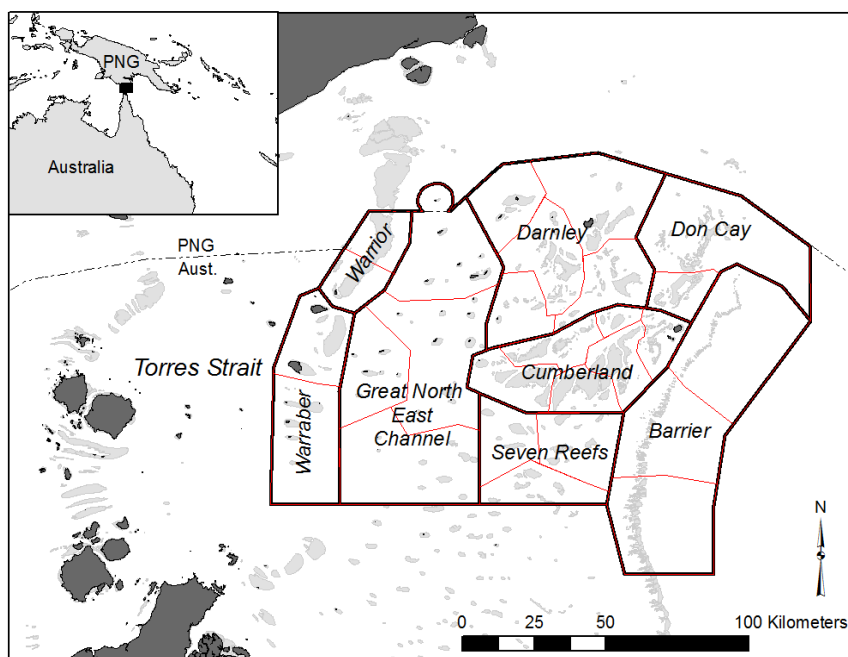 PNG
Australia
PNG
Aust.
Warrior
Darnley
Don Cay
Torres Strait
Warraber
Great North
East
Channel
Cumberland
Seven Reefs
Barrier
N
0 25 50 100 Kilometers